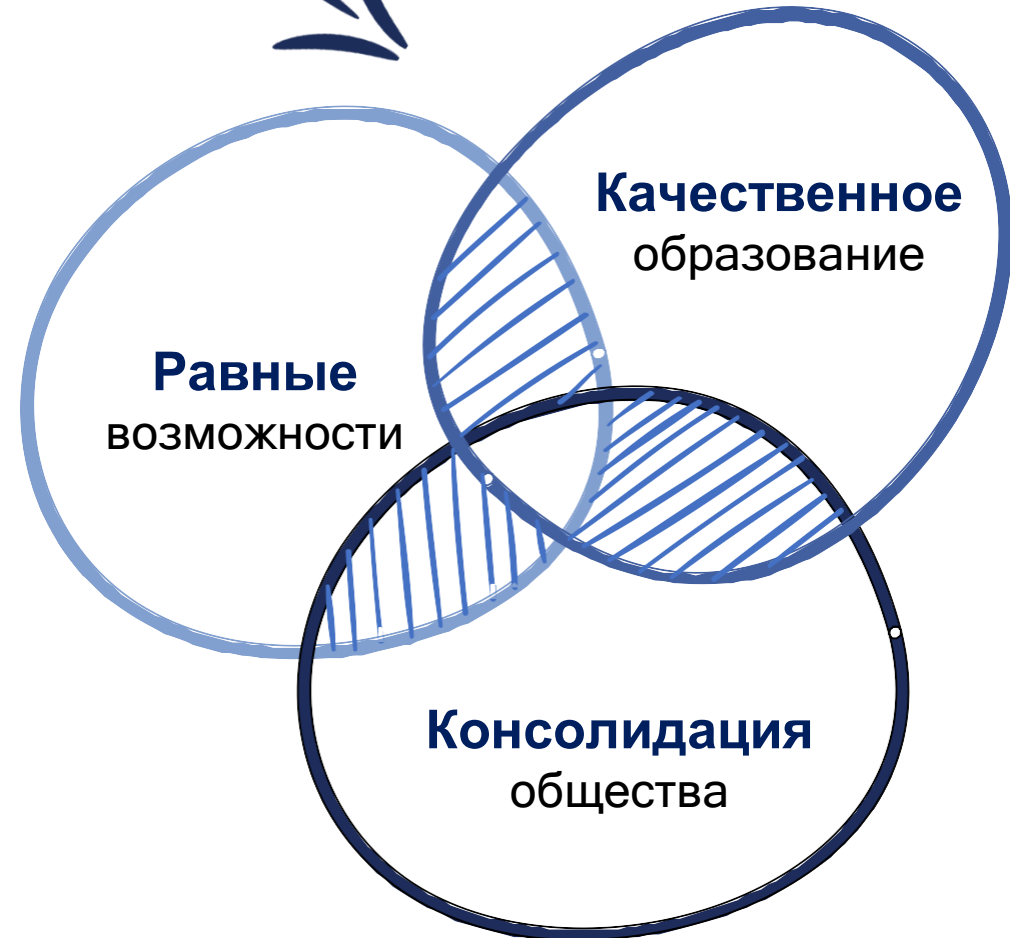 Качественное
образование
Равные
возможности
Консолидация
общества